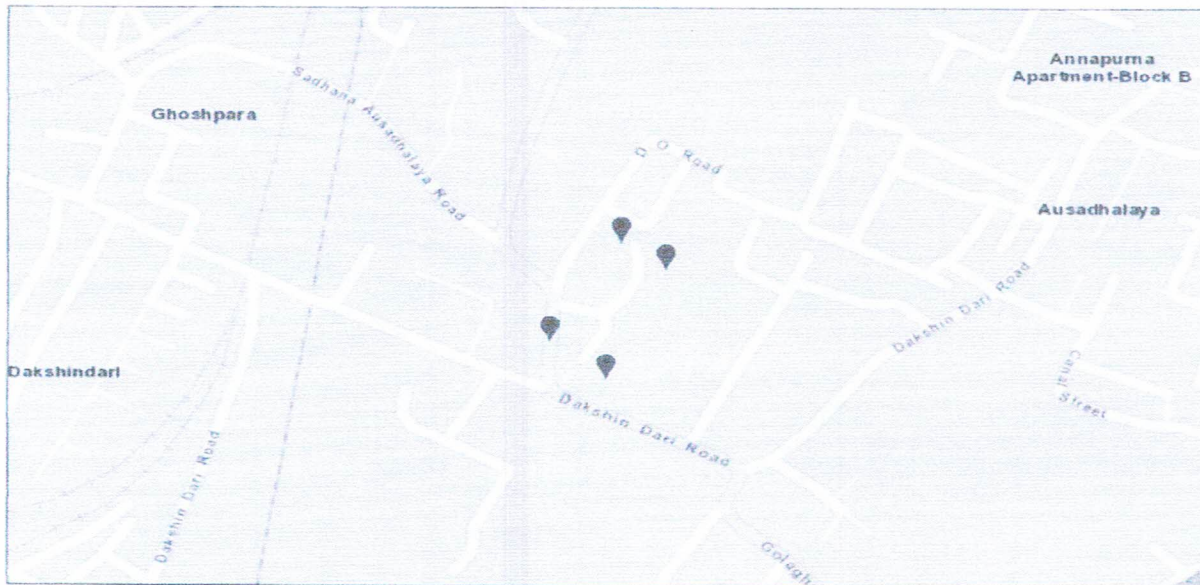 Annapurna
Apartment-Block B
Sadhana Ausadhalaya Road
Ghoshpara
O Road
Ausadhalaya
Dakshin Dari Road
Dakshindari
Canal
Street
Dakshin Dari Road
Dakshin Dari Road